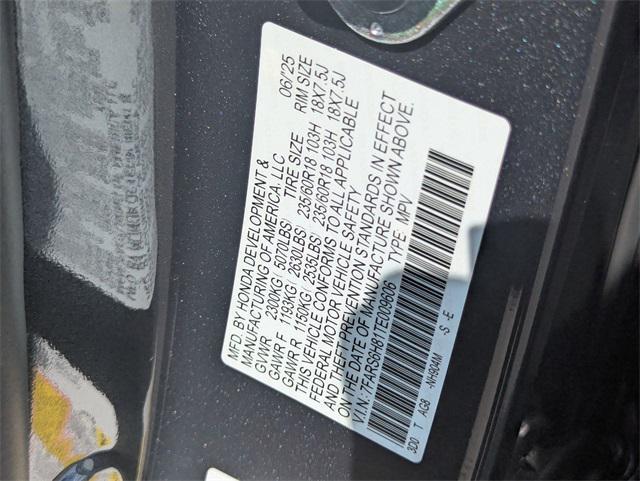 MFD. BY HONDA DEVELOPMENT & 06/25
MANUFACTURING OF AMERICA, LLC
GVWR 2300KG( 5070LBS) TIRE SIZE RIM SIZE
GAWR F 1193KG( 2630LBS) 235/60R18 103H 18X7.5J
GAWR R 1150KG( 2535LBS) 235/60R18 103H 18X7.5J
THIS VEHICLE CONFORMS TO ALL APPLICABLE
FEDERAL MOTOR VEHICLE SAFETY
AND THEFT PREVENTION STANDARDS IN EFFECT
ON THE DATE OF MANUFACTURE SHOWN ABOVE.
V.I.N.: 7FARS6H81TE009606 TYPE: MPV
3D0 T AG8 -NH904M -S -E